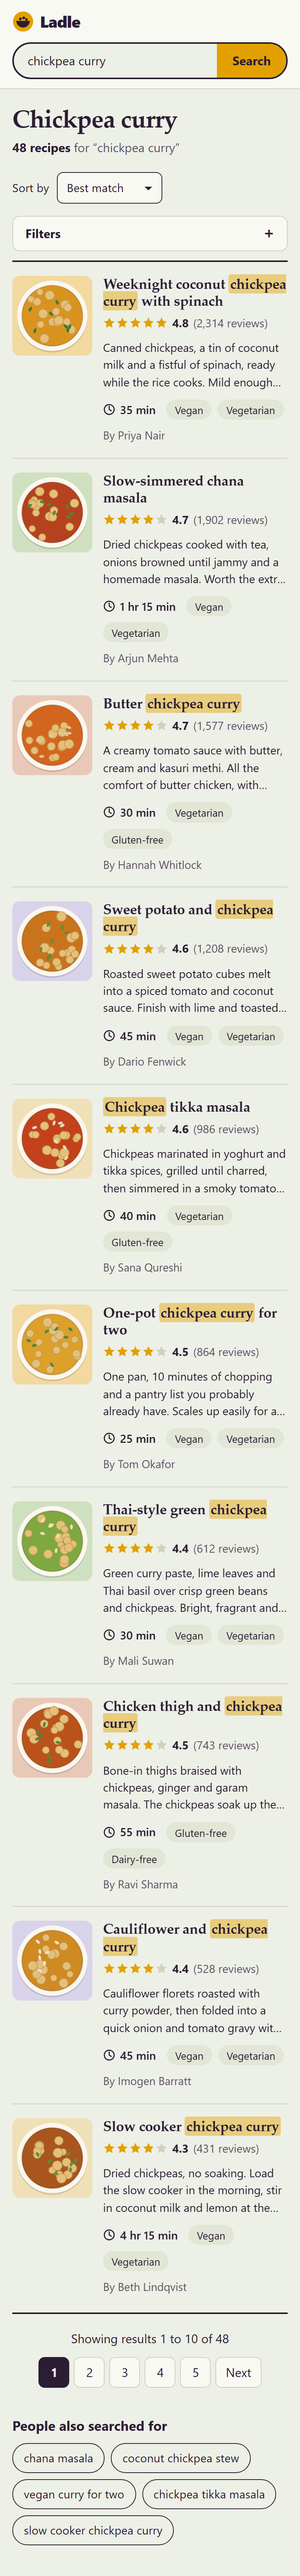 Ladle
chickpea curry
Search
Chickpea curry
48 recipes for “chickpea curry”
Sort by
Best match
Filters
+
Weeknight coconut chickpea
curry with spinach
4.8 (2,314 reviews)
Canned chickpeas, a tin of coconut
milk and a fistful of spinach, ready
while the rice cooks. Mild enough...
35 min Vegan Vegetarian
By Priya Nair
Slow-simmered chana
masala
4.7 (1,902 reviews)
Dried chickpeas cooked with tea,
onions browned until jammy and a
homemade masala. Worth the extr...
1 hr 15 min Vegan
Vegetarian
By Arjun Mehta
Butter chickpea curry
4.7 (1,577 reviews)
A creamy tomato sauce with butter,
cream and kasuri methi. All the
comfort of butter chicken, with...
30 min Vegetarian
Gluten-free
By Hannah Whitlock
Sweet potato and chickpea
curry
4.6 (1,208 reviews)
Roasted sweet potato cubes melt
into a spiced tomato and coconut
sauce. Finish with lime and toasted...
45 min Vegan Vegetarian
By Dario Fenwick
Chickpea tikka masala
4.6 (986 reviews)
Chickpeas marinated in yoghurt and
tikka spices, grilled until charred,
then simmered in a smoky tomato...
40 min Vegetarian
Gluten-free
By Sana Qureshi
One-pot chickpea curry for
two
4.5 (864 reviews)
One pan, 10 minutes of chopping
and a pantry list you probably
already have. Scales up easily for a...
25 min Vegan Vegetarian
By Tom Okafor
Thai-style green chickpea
curry
4.4 (612 reviews)
Green curry paste, lime leaves and
Thai basil over crisp green beans
and chickpeas. Bright, fragrant and...
30 min Vegan Vegetarian
By Mali Suwan
Chicken thigh and chickpea
curry
4.5 (743 reviews)
Bone-in thighs braised with
chickpeas, ginger and garam
masala. The chickpeas soak up the...
55 min Gluten-free
Dairy-free
By Ravi Sharma
Cauliflower and chickpea
curry
4.4 (528 reviews)
Cauliflower florets roasted with
curry powder, then folded into a
quick onion and tomato gravy wit...
45 min Vegan Vegetarian
By Imogen Barratt
Slow cooker chickpea curry
4.3 (431 reviews)
Dried chickpeas, no soaking. Load
the slow cooker in the morning, stir
in coconut milk and lemon at the...
4 hr 15 min Vegan
Vegetarian
By Beth Lindqvist
Showing results 1 to 10 of 48
1 2 3 4 5 Next
People also searched for
chana masala coconut chickpea stew
vegan curry for two chickpea tikka masala
slow cooker chickpea curry